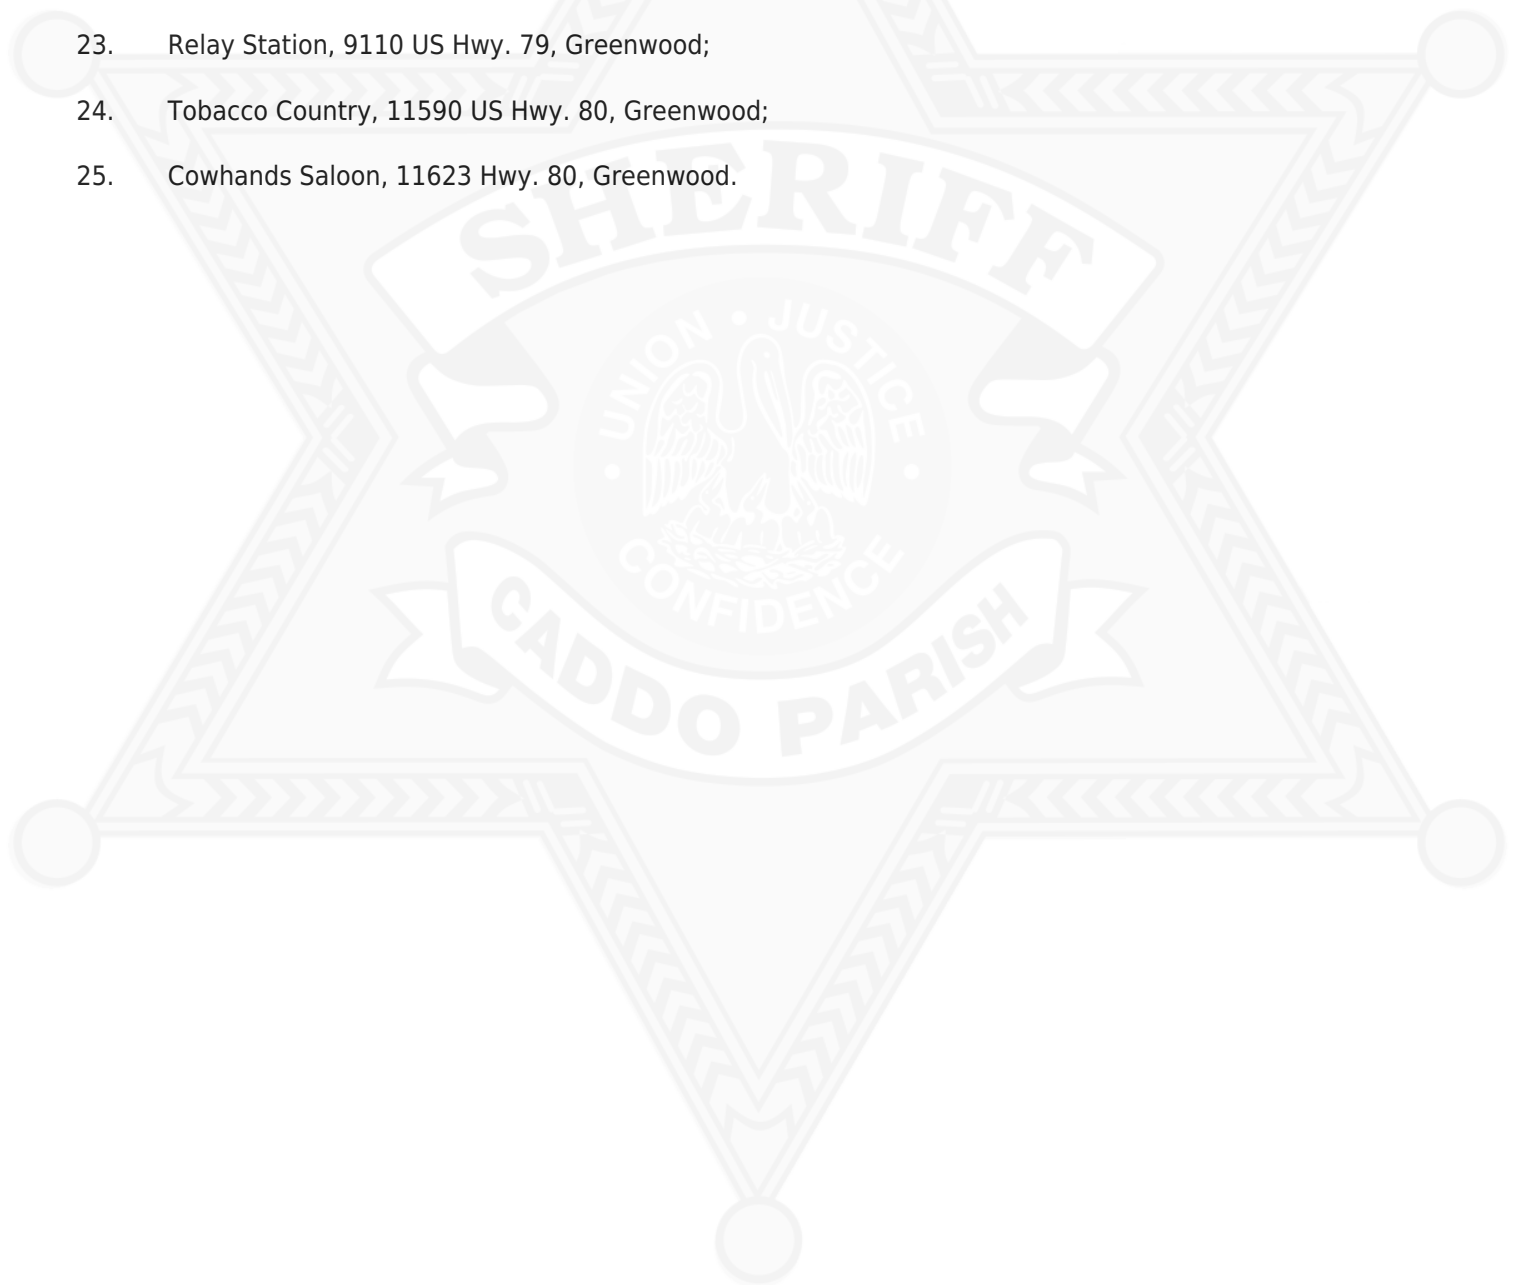 23. Relay Station, 9110 US Hwy. 79, Greenwood;
24. Tobacco Country, 11590 US Hwy. 80, Greenwood;
25. Cowhands Saloon, 11623 Hwy. 80, Greenwood.
SHERIFF
UNION • JUSTICE
• CONFIDENCE •
CADDO PARISH